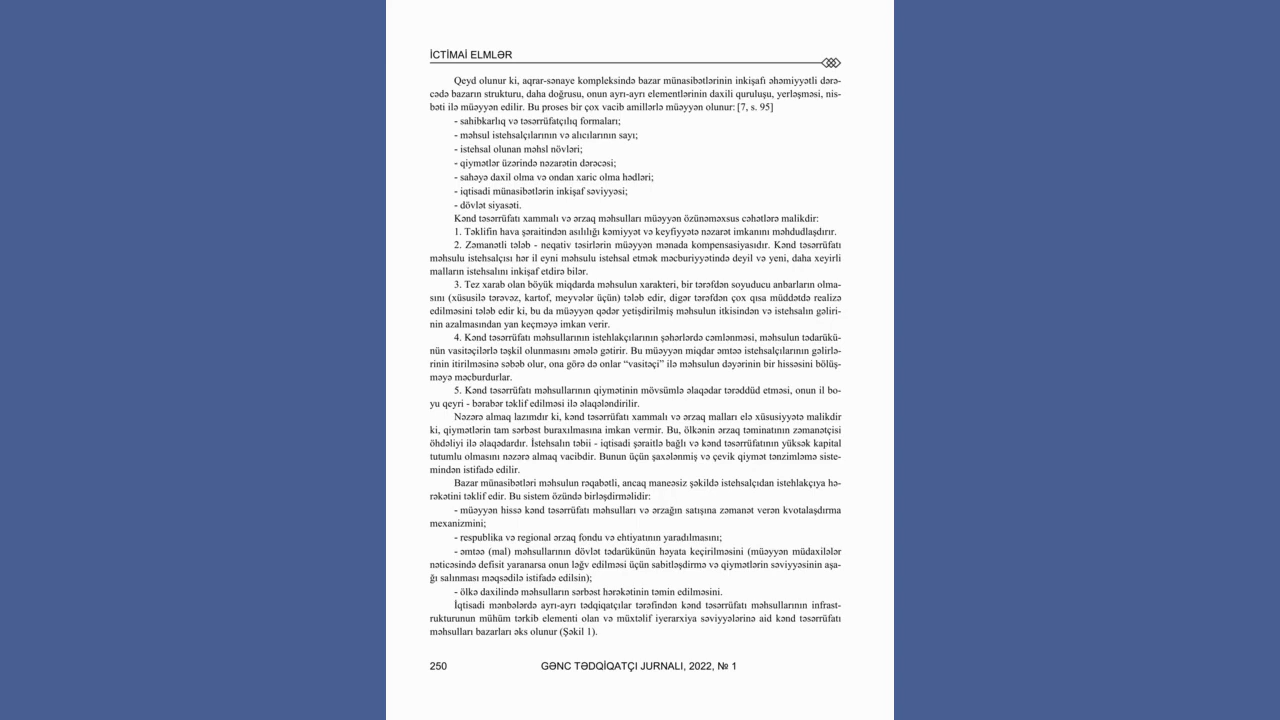 İCTİMAİ ELMLƏR
Qeyd olunur ki, aqrar-sənaye kompleksində bazar münasibətlərinin inkişafı əhəmiyyətli dərə-
cədə bazarın strukturu, daha doğrusu, onun ayrı-ayrı elementlərinin daxili quruluşu, yerləşməsi, nis-
bəti ilə müəyyən edilir. Bu proses bir çox vacib amillərlə müəyyən olunur: [7, s. 95]
- sahibkarlıq və təsərrüfatçılıq formaları;
- məhsul istehsalçılarının və alıcılarının sayı;
- istehsal olunan məhsl növləri;
- qiymətlər üzərində nəzarətin dərəcəsi;
- sahəyə daxil olma və ondan xaric olma hədləri;
- iqtisadi münasibətlərin inkişaf səviyyəsi;
- dövlət siyasəti.
Kənd təsərrüfatı xammalı və ərzaq məhsulları müəyyən özünəməxsus cəhətlərə malikdir:
1. Təklifin hava şəraitindən asılılığı kəmiyyət və keyfiyyətə nəzarət imkanını məhdudlaşdırır.
2. Zəmanətli tələb - neqativ təsirlərin müəyyən mənada kompensasiyasıdır. Kənd təsərrüfatı
məhsulu istehsalçısı hər il eyni məhsulu istehsal etmək məcburiyyətində deyil və yeni, daha xeyirli
malların istehsalını inkişaf etdirə bilər.
3. Tez xarab olan böyük miqdarda məhsulun xarakteri, bir tərəfdən soyuducu anbarların olma-
sını (xüsusilə tərəvəz, kartof, meyvələr üçün) tələb edir, digər tərəfdən çox qısa müddətdə realizə
edilməsini tələb edir ki, bu da müəyyən qədər yetişdirilmiş məhsulun itkisindən və istehsalın gəliri-
nin azalmasından yan keçməyə imkan verir.
4. Kənd təsərrüfatı məhsullarının istehlakçılarının şəhərlərdə cəmlənməsi, məhsulun tədarükü-
nün vasitəçilərlə təşkil olunmasını əmələ gətirir. Bu müəyyən miqdar əmtəə istehsalçılarının gəlirlə-
rinin itirilməsinə səbəb olur, ona görə də onlar “vasitəçi” ilə məhsulun dəyərinin bir hissəsini bölüş-
məyə məcburdurlar.
5. Kənd təsərrüfatı məhsullarının qiymətinin mövsümlə əlaqədar tərəddüd etməsi, onun il bo-
yu qeyri - bərabər təklif edilməsi ilə əlaqələndirilir.
Nəzərə almaq lazımdır ki, kənd təsərrüfatı xammalı və ərzaq malları elə xüsusiyyətə malikdir
ki, qiymətlərin tam sərbəst buraxılmasına imkan vermir. Bu, ölkənin ərzaq təminatının zəmanətçisi
öhdəliyi ilə əlaqədardır. İstehsalın təbii - iqtisadi şəraitlə bağlı və kənd təsərrüfatının yüksək kapital
tutumlu olmasını nəzərə almaq vacibdir. Bunun üçün şaxələnmiş və çevik qiymət tənzimləmə siste-
mindən istifadə edilir.
Bazar münasibətləri məhsulun rəqabətli, ancaq maneəsiz şəkildə istehsalçıdan istehlakçıya hə-
rəkətini təklif edir. Bu sistem özündə birləşdirməlidir:
- müəyyən hissə kənd təsərrüfatı məhsulları və ərzağın satışına zəmanət verən kvotalaşdırma
mexanizmini;
- respublika və regional ərzaq fondu və ehtiyatının yaradılmasını;
- əmtəə (mal) məhsullarının dövlət tədarükünün həyata keçirilməsini (müəyyən müdaxilələr
nəticəsində defisit yaranarsa onun ləğv edilməsi üçün sabitləşdirmə və qiymətlərin səviyyəsinin aşa-
ğı salınması məqsədilə istifadə edilsin);
- ölkə daxilində məhsulların sərbəst hərəkətinin təmin edilməsini.
İqtisadi mənbələrdə ayrı-ayrı tədqiqatçılar tərəfindən kənd təsərrüfatı məhsullarının infrast-
rukturunun mühüm tərkib elementi olan və müxtəlif iyerarxiya səviyyələrinə aid kənd təsərrüfatı
məhsulları bazarları əks olunur (Şəkil 1).
250 GƏNC TƏDQİQATÇI JURNALI, 2022, № 1